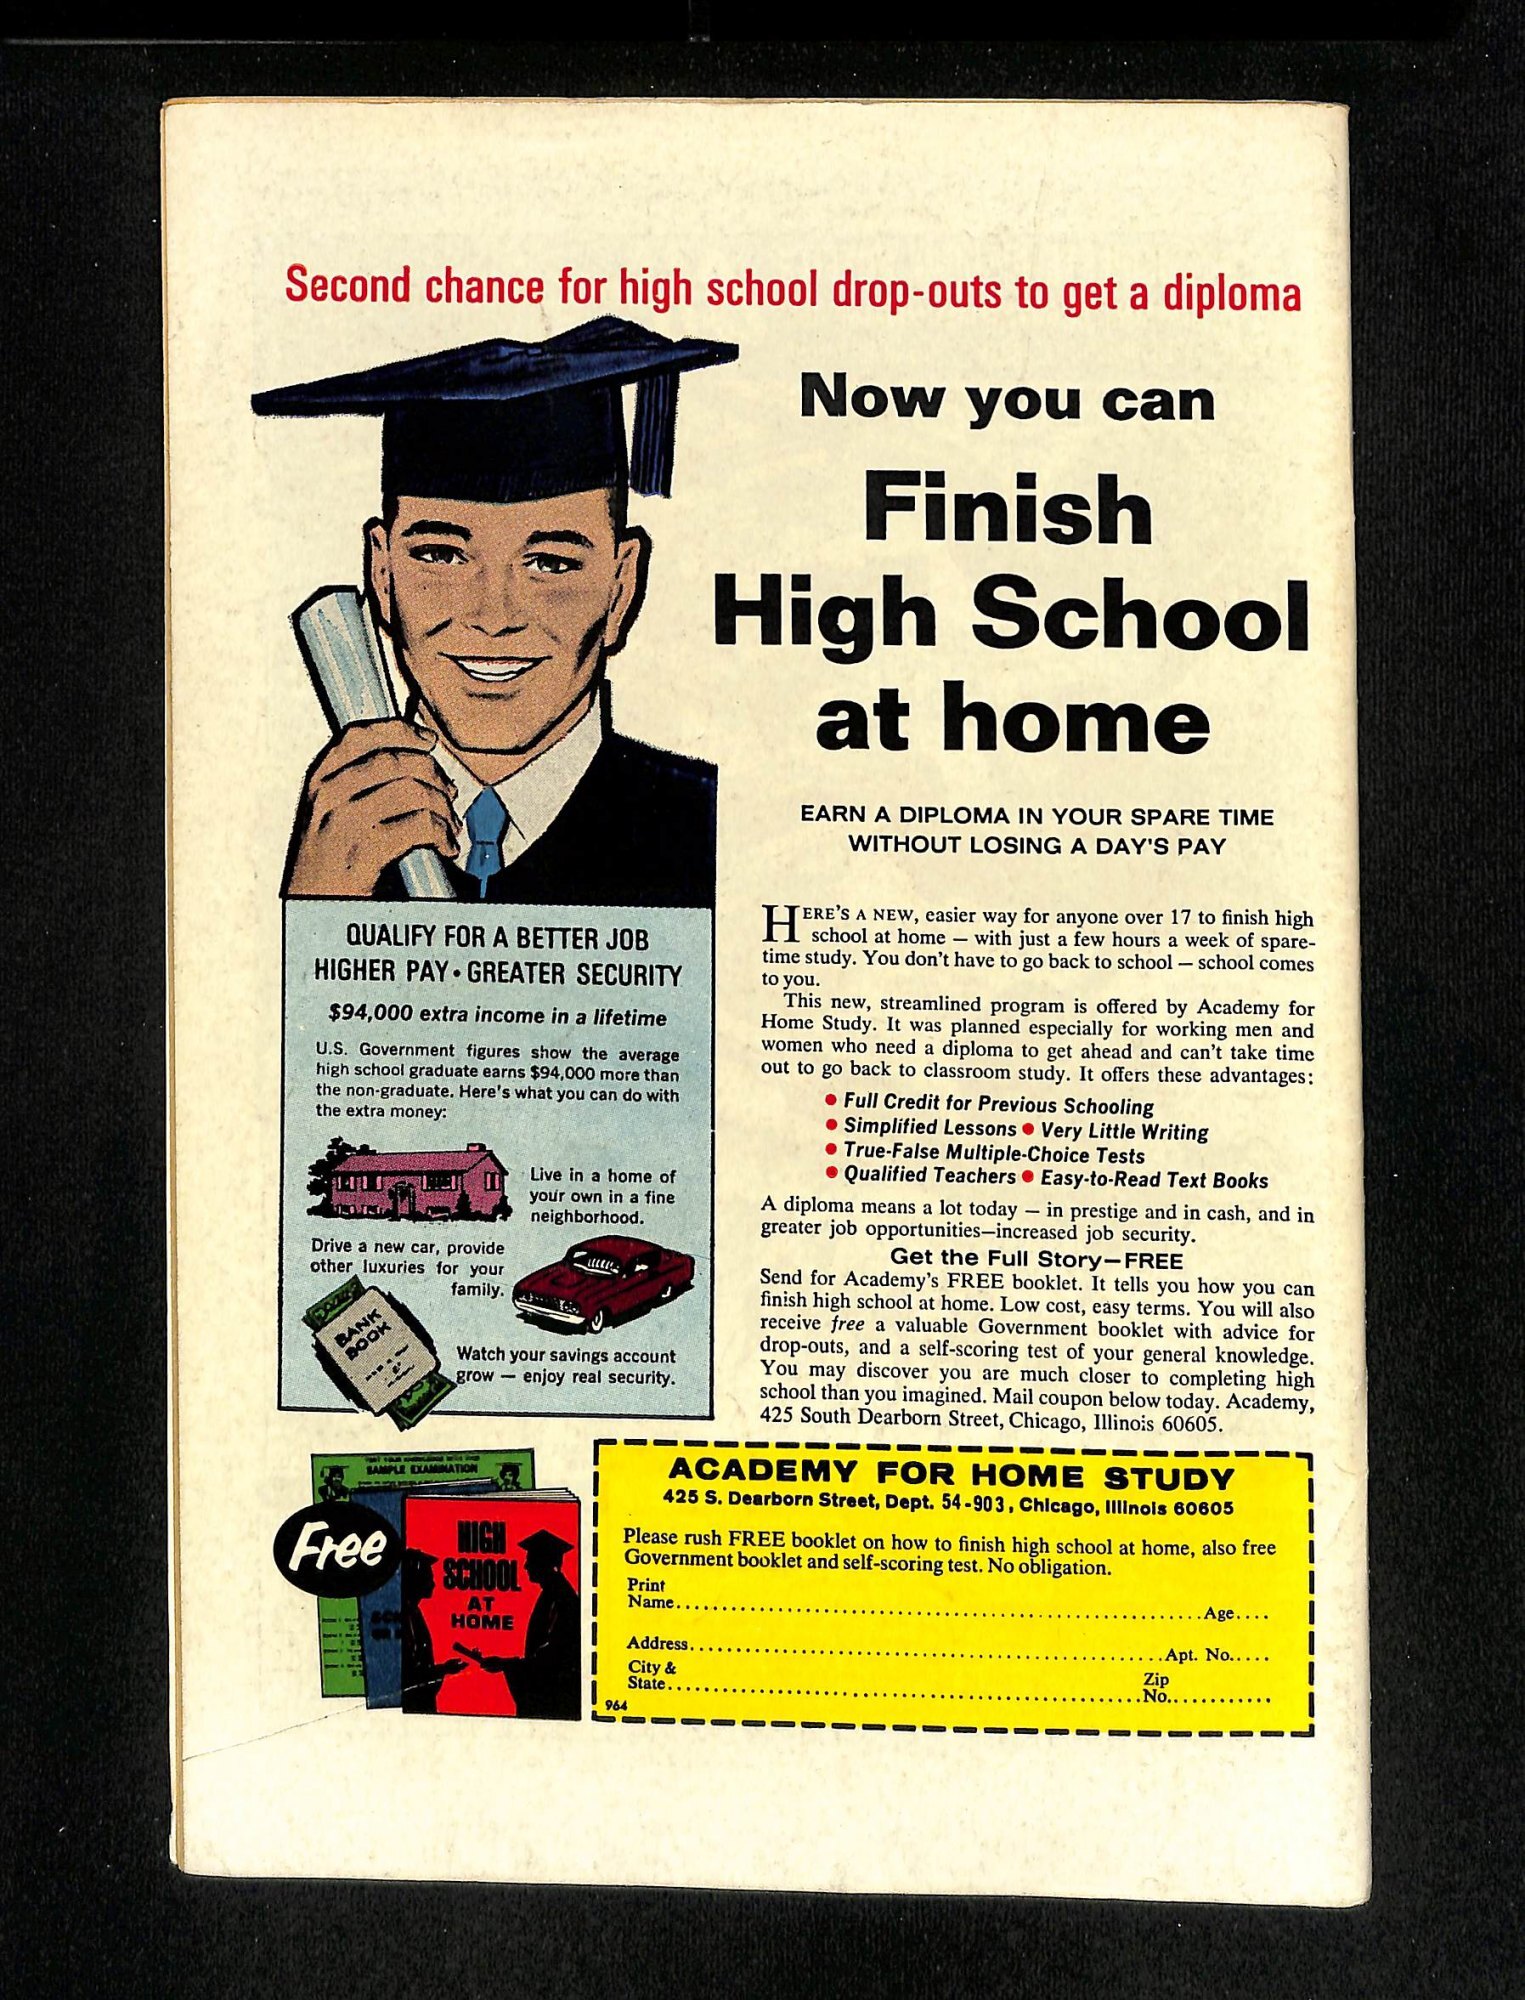 Second chance for high school drop-outs to get a diploma
Now you can
Finish
High School
at home
EARN A DIPLOMA IN YOUR SPARE TIME
WITHOUT LOSING A DAY'S PAY
HERE'S A NEW, easier way for anyone over 17 to finish high
school at home — with just a few hours a week of spare-
time study. You don't have to go back to school — school comes
to you.
This new, streamlined program is offered by Academy for
Home Study. It was planned especially for working men and
women who need a diploma to get ahead and can't take time
out to go back to classroom study. It offers these advantages:
● Full Credit for Previous Schooling
● Simplified Lessons ● Very Little Writing
● True-False Multiple-Choice Tests
● Qualified Teachers ● Easy-to-Read Text Books
A diploma means a lot today — in prestige and in cash, and in
greater job opportunities—increased job security.
Get the Full Story—FREE
Send for Academy's FREE booklet. It tells you how you can
finish high school at home. Low cost, easy terms. You will also
receive free a valuable Government booklet with advice for
drop-outs, and a self-scoring test of your general knowledge.
You may discover you are much closer to completing high
school than you imagined. Mail coupon below today. Academy,
425 South Dearborn Street, Chicago, Illinois 60605.
QUALIFY FOR A BETTER JOB
HIGHER PAY • GREATER SECURITY
$94,000 extra income in a lifetime
U.S. Government figures show the average
high school graduate earns $94,000 more than
the non-graduate. Here's what you can do with
the extra money:
Live in a home of
your own in a fine
neighborhood.
Drive a new car, provide
other luxuries for your
family.
BANK
BOOK
Watch your savings account
grow — enjoy real security.
SAMPLE EXAMINATION
Free
HIGH
SCHOOL
AT
HOME
ACADEMY FOR HOME STUDY
425 S. Dearborn Street, Dept. 54-903, Chicago, Illinois 60605
Please rush FREE booklet on how to finish high school at home, also free
Government booklet and self-scoring test. No obligation.
Print
Name............................................................Age....
Address............................................................Apt. No.....
City &
State............................................................Zip
No............
964